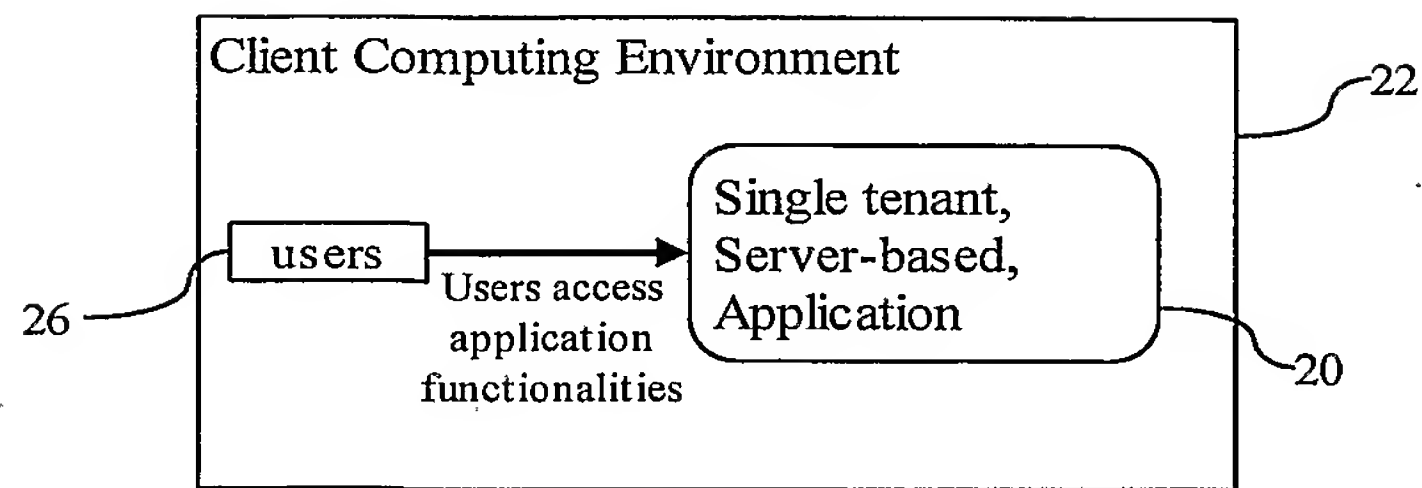 Client Computing Environment
22
Single tenant,
Server-based,
Application
users
Users access
application
functionalities
26
20